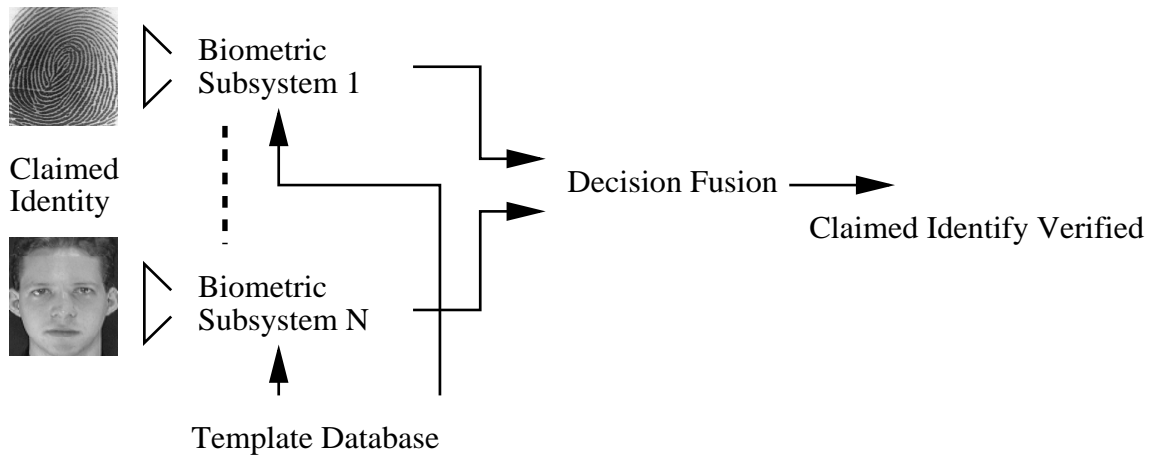 Biometric
Subsystem 1
Claimed
Identity
Decision Fusion
Claimed Identify Verified
Biometric
Subsystem N
Template Database